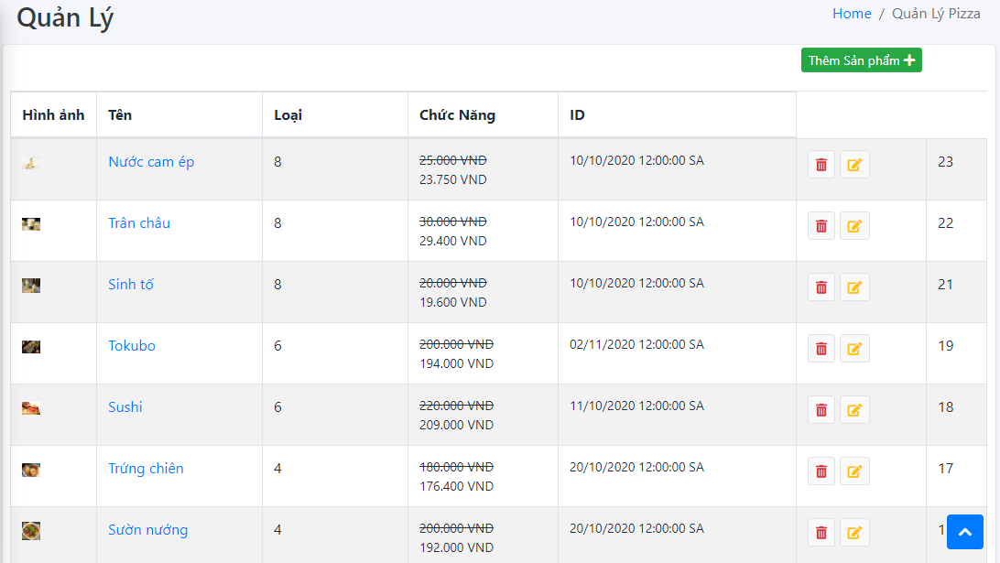 Quản Lý
Home / Quản Lý Pizza
Thêm Sản phẩm
Hình ảnh Tên Loại Chức Năng ID
Nước cam ép 8 25.000 VND 10/10/2020 12:00:00 SA 23
23.750 VND
Trân châu 8 30.000 VND 10/10/2020 12:00:00 SA 22
29.400 VND
Sinh tố 8 20.000 VND 10/10/2020 12:00:00 SA 21
19.600 VND
Tokubo 6 200.000 VND 02/11/2020 12:00:00 SA 19
194.000 VND
Sushi 6 220.000 VND 11/10/2020 12:00:00 SA 18
209.000 VND
Trứng chiên 4 180.000 VND 20/10/2020 12:00:00 SA 17
176.400 VND
Sườn nướng 4 200.000 VND 20/10/2020 12:00:00 SA
192.000 VND